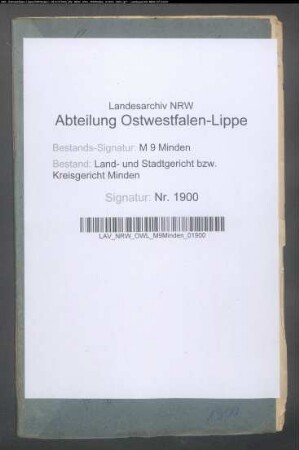 Landesarchiv NRW
Abteilung Ostwestfalen-Lippe
Bestands-Signatur: M 9 Minden
Bestand: Land- und Stadtgericht bzw.
Kreisgericht Minden
Signatur: Nr. 1900
LAV_NRW_OWL_M9Minden_01900